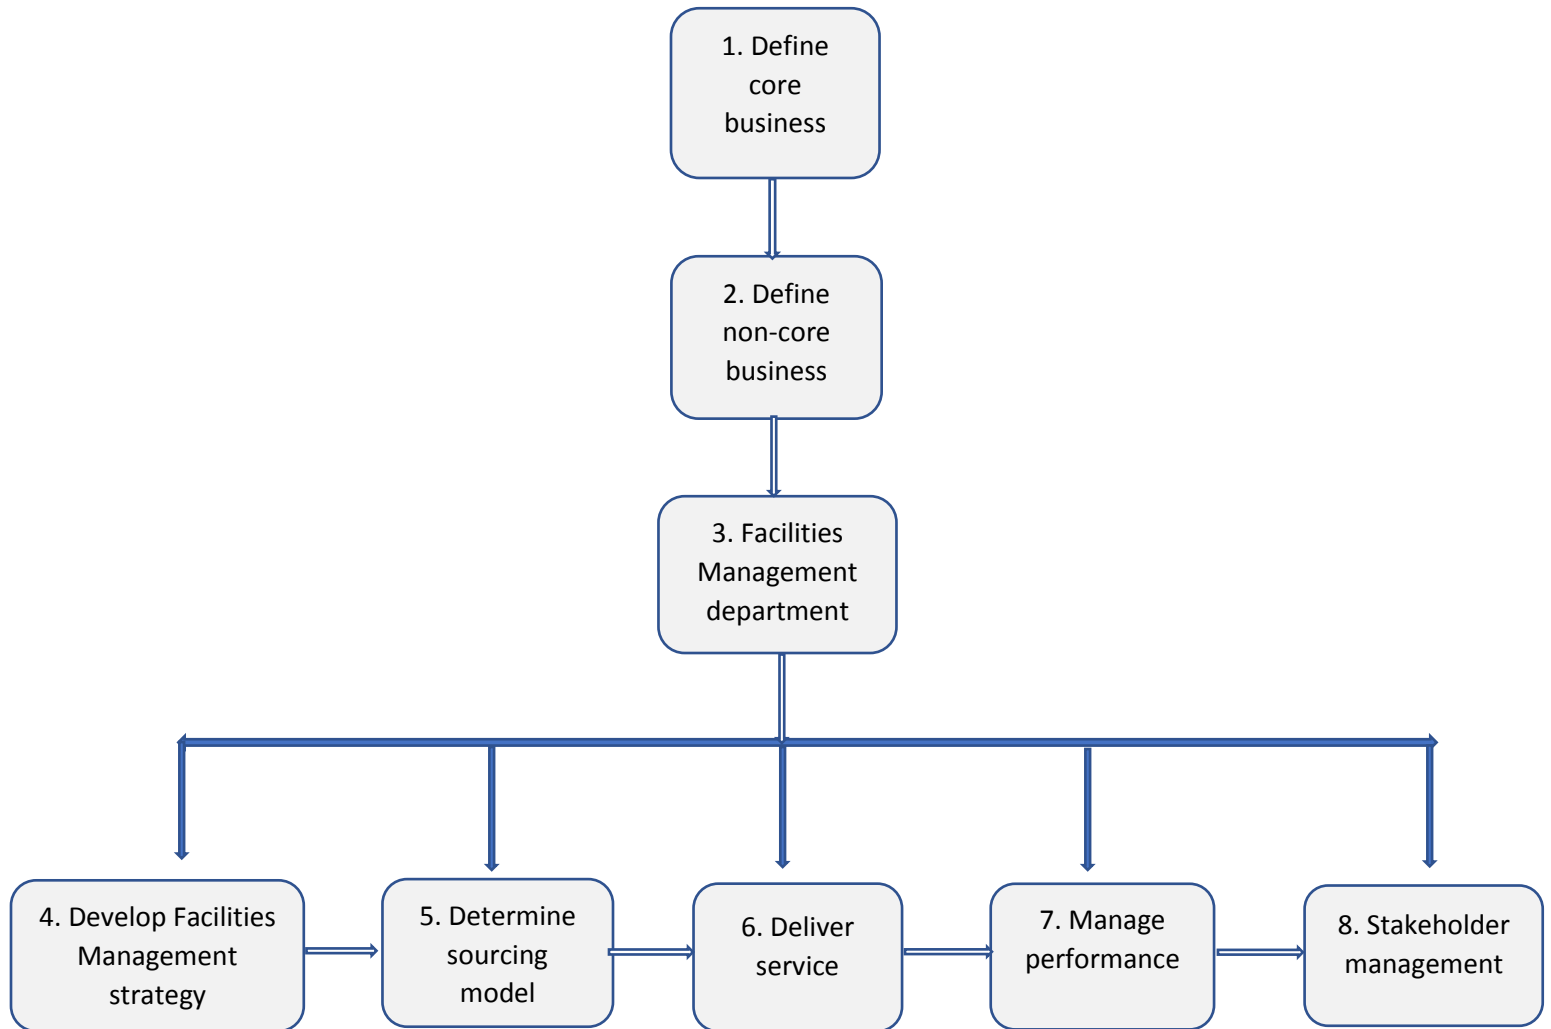 1. Define
core
business
2. Define
non-core
business
3. Facilities
Management
department
4. Develop Facilities
Management
strategy
5. Determine
sourcing
model
6. Deliver
service
7. Manage
performance
8. Stakeholder
management